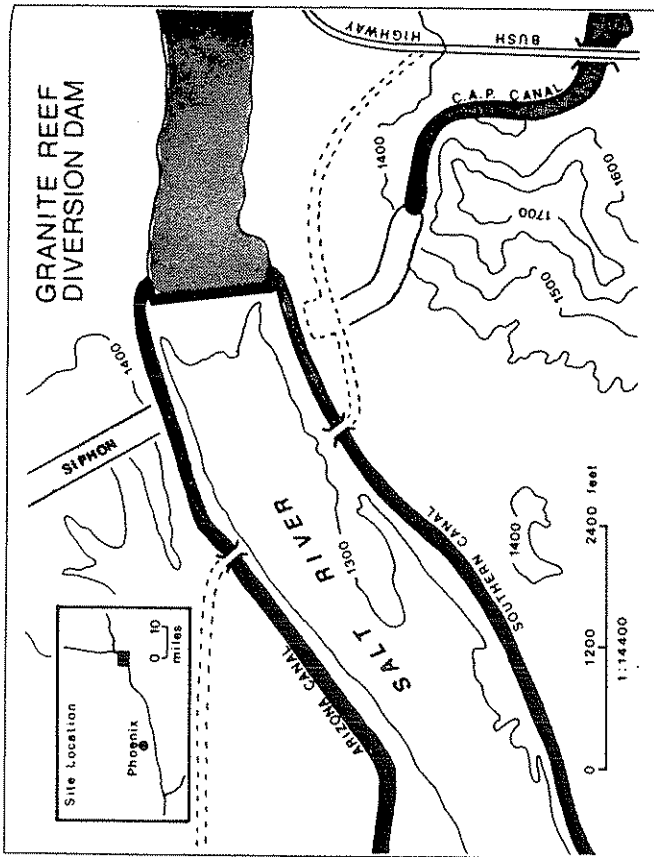 GRANITE REEF
DIVERSION DAM
BUSH
HIGHWAY
C.A.P. CANAL
1400
1600
1700
1500
1400
SIPHON
SALT RIVER
1300
ARIZONA CANAL
SOUTHERN CANAL
1400
Site Location
Phoenix
0 10
miles
0 1200 2400 feet
1:14400